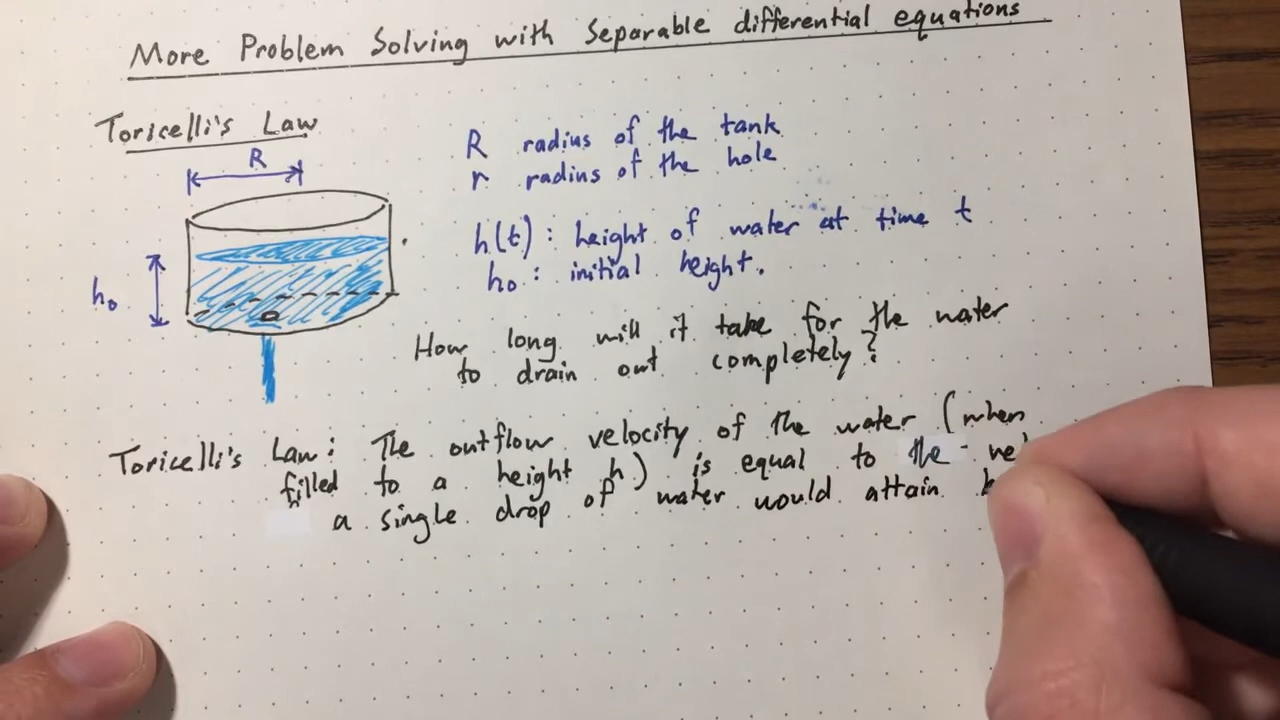 More Problem Solving with Separable differential equations
Toricelli's Law
R
R radius of the tank
r radius of the hole
h(t) : height of water at time t
h₀ : initial height.
h₀
How long will it take for the water
to drain out completely?
Toricelli's Law: The outflow velocity of the water (when
filled to a height h) is equal to the
a single drop of water would attain